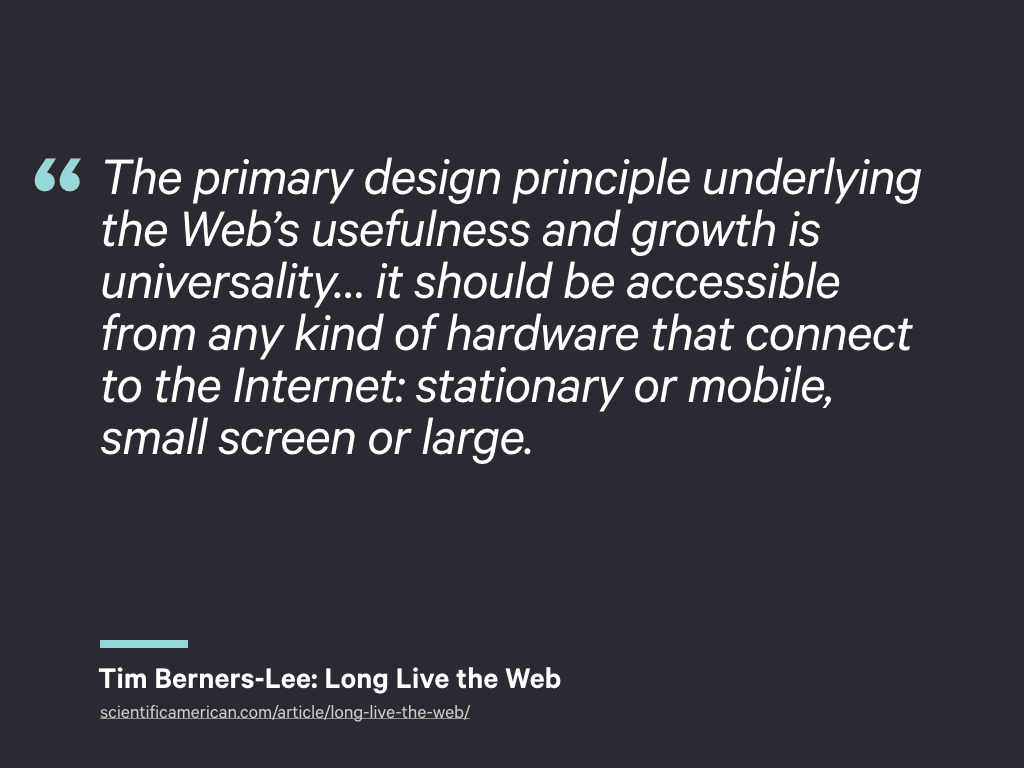 “ The primary design principle underlying
the Web’s usefulness and growth is
universality... it should be accessible
from any kind of hardware that connect
to the Internet: stationary or mobile,
small screen or large.
Tim Berners-Lee: Long Live the Web
scientificamerican.com/article/long-live-the-web/